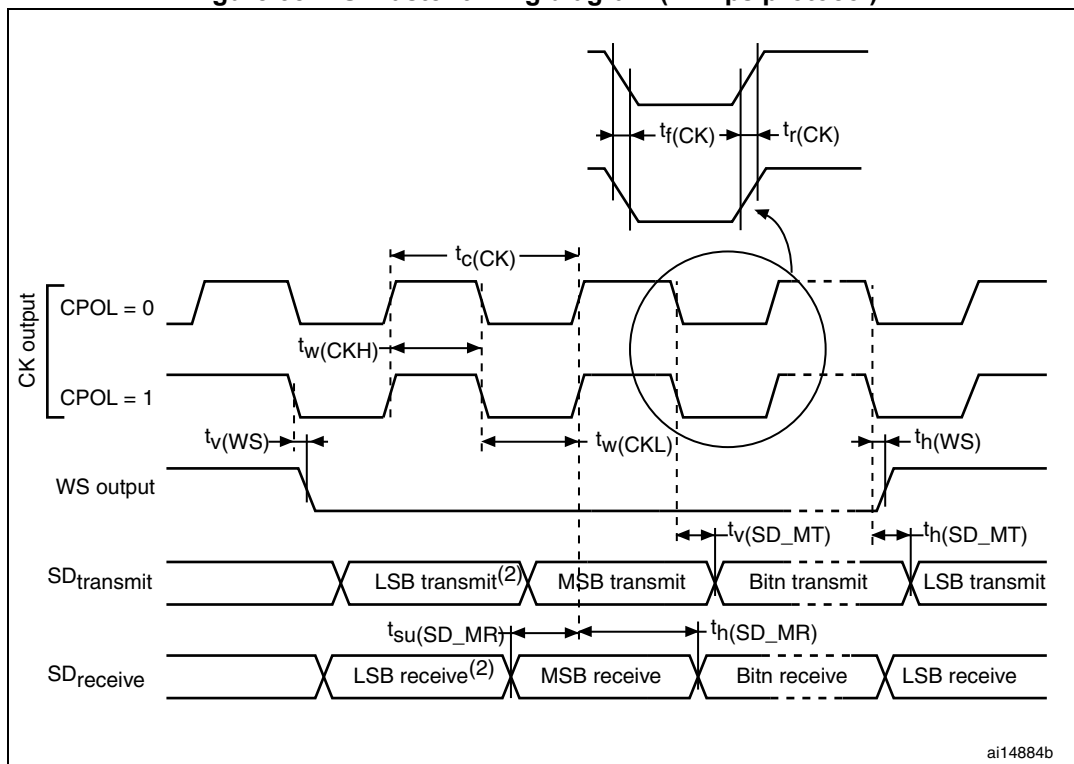 tf(CK)
tr(CK)
tc(CK)
CK output
CPOL = 0
tw(CKH)
CPOL = 1
tv(WS)
tw(CKL)
th(WS)
WS output
tv(SD_MT)
th(SD_MT)
SDtransmit
LSB transmit(2)
MSB transmit
Bitn transmit
LSB transmit
tsu(SD_MR)
th(SD_MR)
SDreceive
LSB receive(2)
MSB receive
Bitn receive
LSB receive
ai14884b